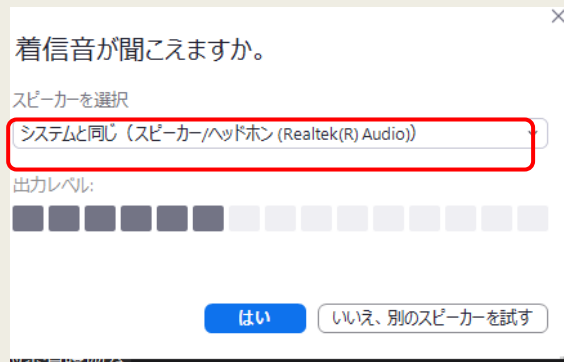 着信音が聞こえますか。
スピーカーを選択
システムと同じ（スピーカー/ヘッドホン (Realtek(R) Audio)）
出力レベル:
はい
いいえ、別のスピーカーを試す